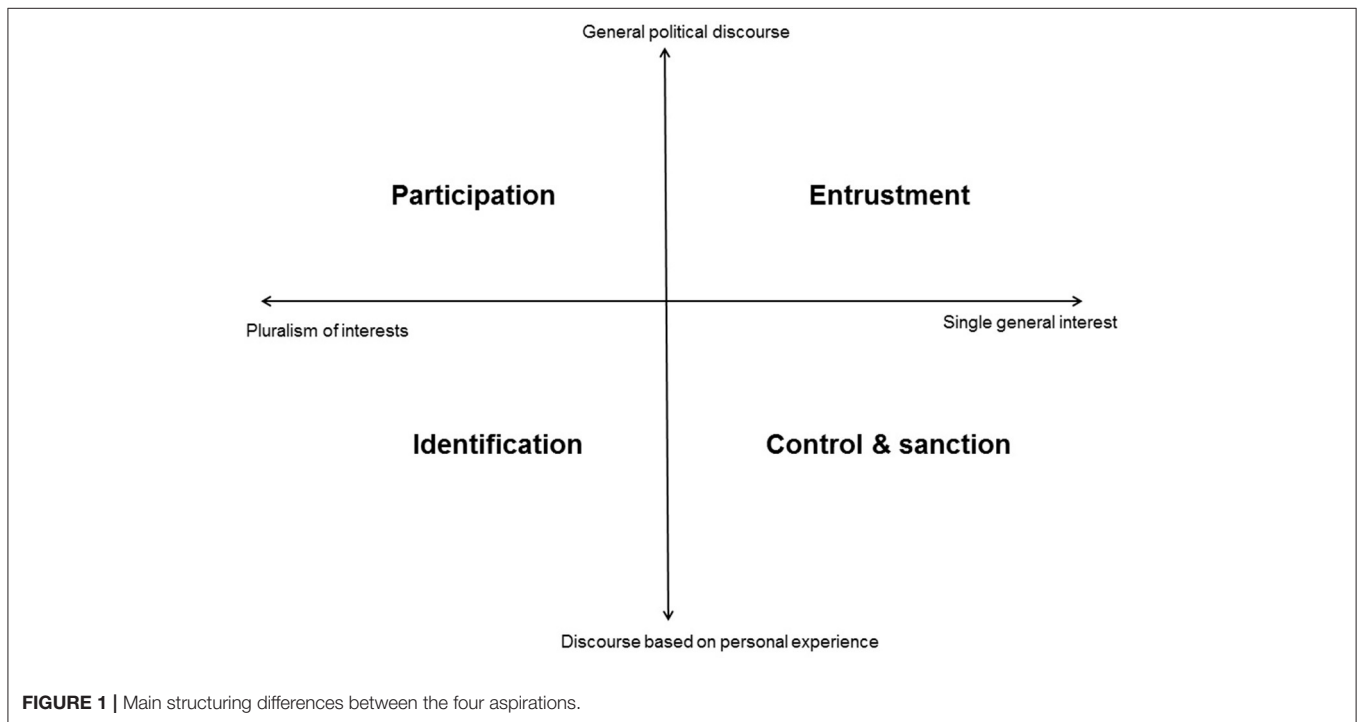 General political discourse
Participation
Entrustment
Pluralism of interests
Single general interest
Identification
Control & sanction
Discourse based on personal experience
FIGURE 1 | Main structuring differences between the four aspirations.